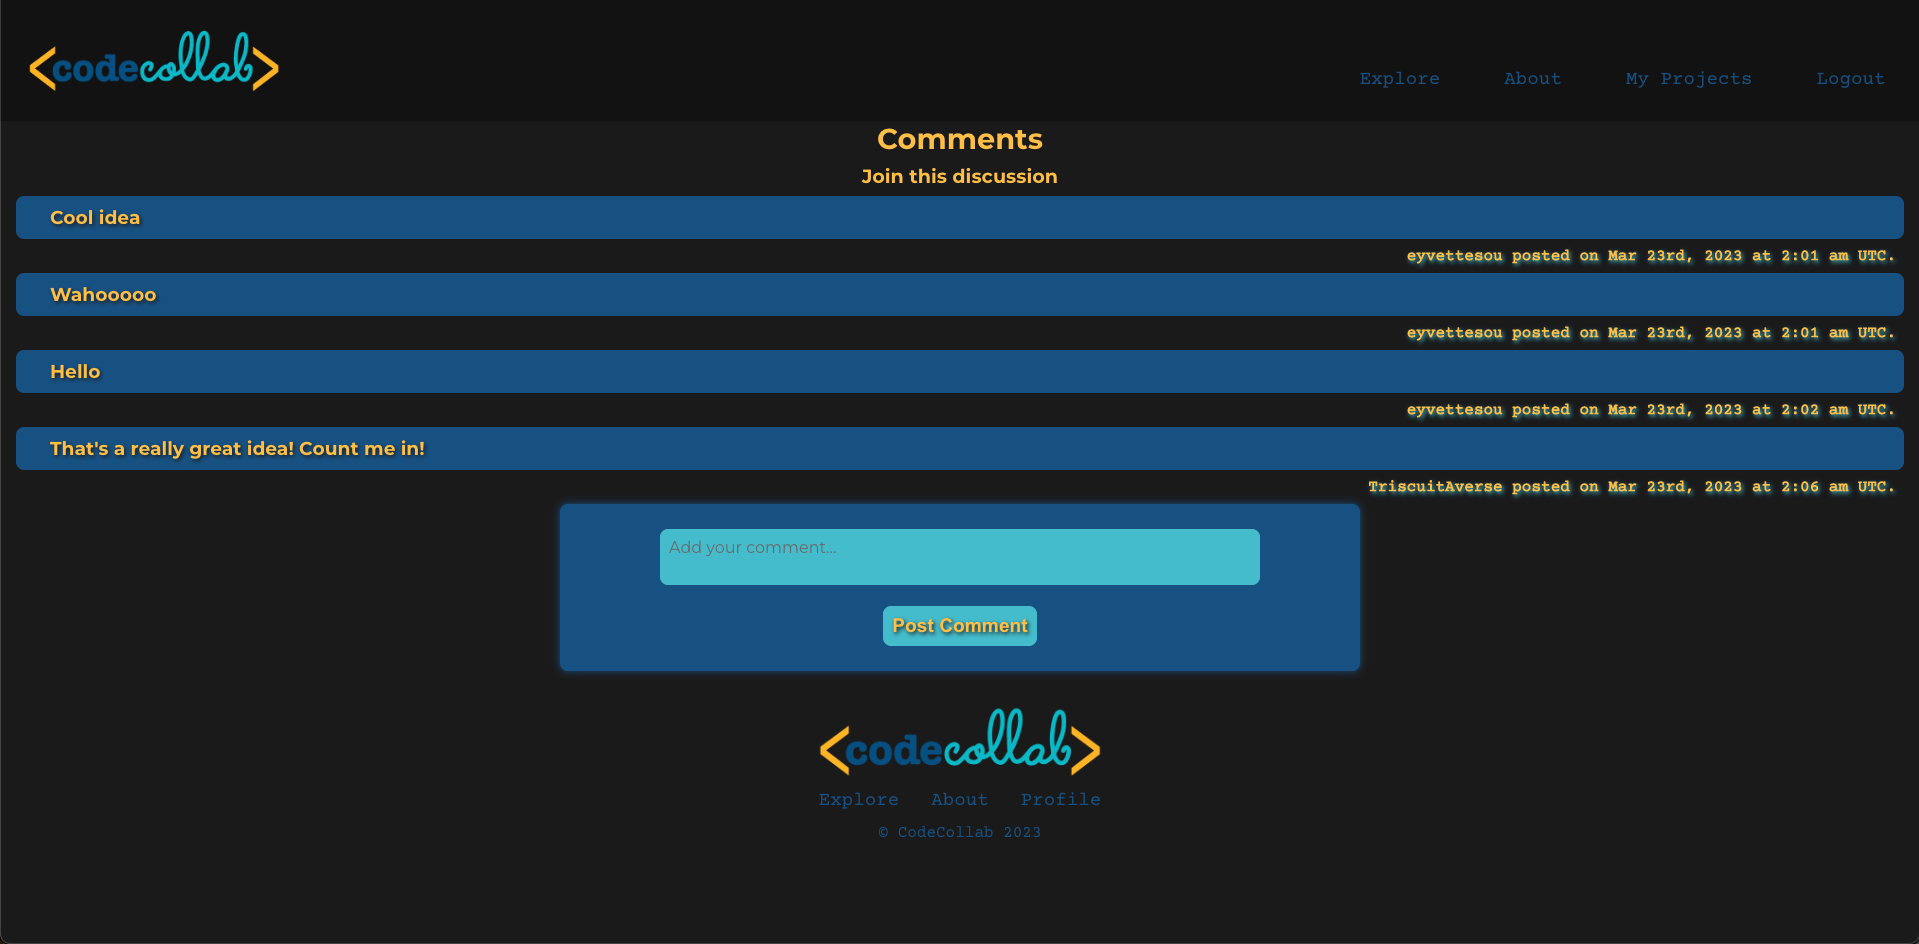 <codecollab>
Explore About My Projects Logout
Comments
Join this discussion
Cool idea
eyvettesou posted on Mar 23rd, 2023 at 2:01 am UTC.
Wahooooo
eyvettesou posted on Mar 23rd, 2023 at 2:01 am UTC.
Hello
eyvettesou posted on Mar 23rd, 2023 at 2:02 am UTC.
That's a really great idea! Count me in!
TriscuitAverse posted on Mar 23rd, 2023 at 2:06 am UTC.
Add your comment...
Post Comment
<codecollab>
Explore About Profile
© CodeCollab 2023